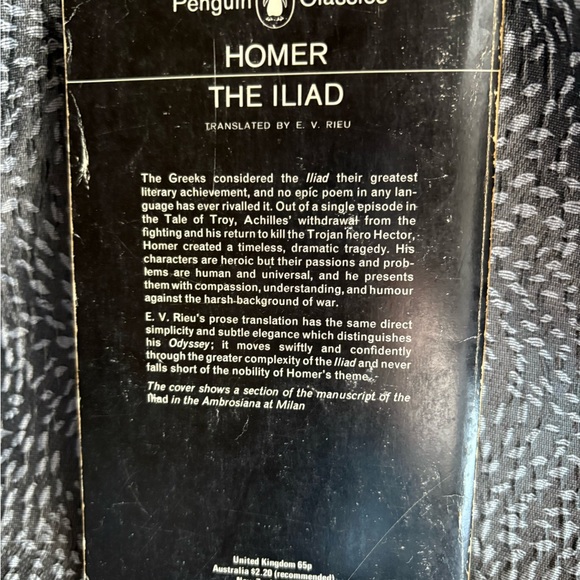 Penguin Classics
HOMER
THE ILIAD
TRANSLATED BY E. V. RIEU
The Greeks considered the Iliad their greatest
literary achievement, and no epic poem in any lan-
guage has ever rivalled it. Out of a single episode in
the Tale of Troy, Achilles' withdrawal from the
fighting and his return to kill the Trojan hero Hector,
Homer created a timeless, dramatic tragedy. His
characters are heroic but their passions and prob-
lems are human and universal, and he presents
them with compassion, understanding, and humour
against the harsh background of war.
E. V. Rieu's prose translation has the same direct
simplicity and subtle elegance which distinguishes
his Odyssey; it moves swiftly and confidently
through the greater complexity of the Iliad and never
falls short of the nobility of Homer's theme.
The cover shows a section of the manuscript of the
Iliad in the Ambrosiana at Milan
United Kingdom 65p
Australia $2.20 (recommended)